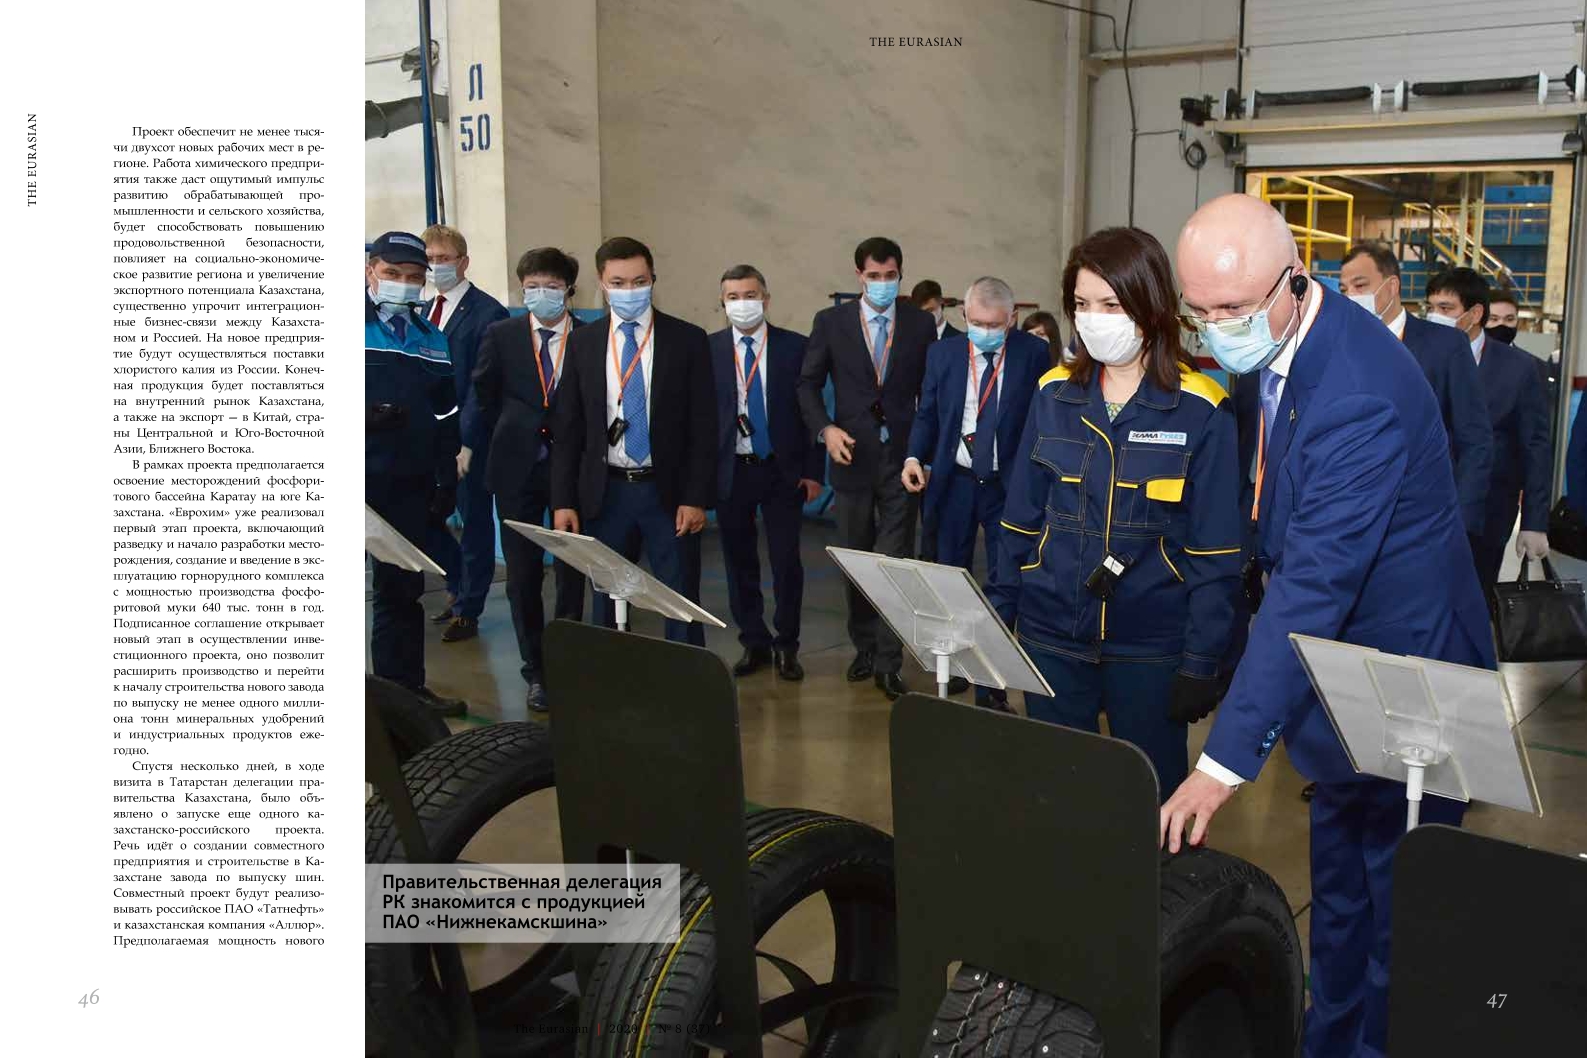 THE EURASIAN
Проект обеспечит не менее тыся-
чи двухсот новых рабочих мест в ре-
гионе. Работа химического предпри-
ятия также даст ощутимый импульс
развитию обрабатывающей про-
мышленности и сельского хозяйства,
будет способствовать повышению
продовольственной безопасности,
повлияет на социально-экономиче-
ское развитие региона и увеличение
экспортного потенциала Казахстана,
существенно упрочит интеграцион-
ные бизнес-связи между Казахста-
ном и Россией. На новое предприя-
тие будут осуществляться поставки
хлористого калия из России. Конеч-
ная продукция будет поставляться
на внутренний рынок Казахстана,
а также на экспорт — в Китай, стра-
ны Центральной и Юго-Восточной
Азии, Ближнего Востока.
В рамках проекта предполагается
освоение месторождений фосфори-
тового бассейна Каратау на юге Ка-
захстана. «Еврохим» уже реализовал
первый этап проекта, включающий
разведку и начало разработки место-
рождения, создание и введение в экс-
плуатацию горнорудного комплекса
с мощностью производства фосфо-
ритовой муки 640 тыс. тонн в год.
Подписанное соглашение открывает
новый этап в осуществлении инве-
стиционного проекта, оно позволит
расширить производство и перейти
к началу строительства нового завода
по выпуску не менее одного милли-
она тонн минеральных удобрений
и индустриальных продуктов еже-
годно.
Спустя несколько дней, в ходе
визита в Татарстан делегации пра-
вительства Казахстана, было объ-
явлено о запуске еще одного ка-
захстанско-российского проекта.
Речь идёт о создании совместного
предприятия и строительстве в Ка-
захстане завода по выпуску шин.
Совместный проект будут реализо-
вывать российское ПАО «Татнефть»
и казахстанская компания «Аллюр».
Предполагаемая мощность нового
46
THE EURASIAN
Л
50
KAMA TYRES
Правительственная делегация
РК знакомится с продукцией
ПАО «Нижнекамскшина»
The Eurasian | 2020 № 8
47